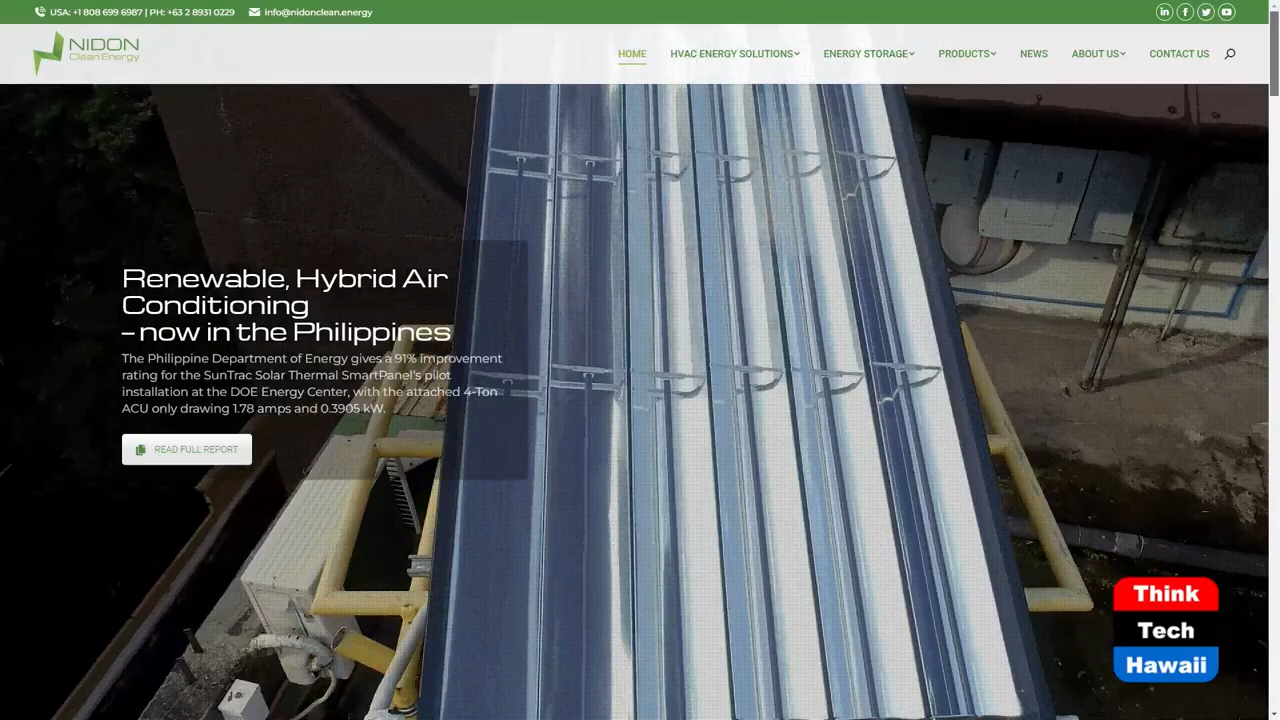 USA: +1 808 699 6987 | PH: +63 2 8931 0229
info@nidonclean.energy
NIDON
Clean Energy
HOME
HVAC ENERGY SOLUTIONS
ENERGY STORAGE
PRODUCTS
NEWS
ABOUT US
CONTACT US
Renewable, Hybrid Air
Conditioning
– now in the Philippines
The Philippine Department of Energy gives a 91% improvement
rating for the SunTrac Solar Thermal SmartPanel's pilot
installation at the DOE Energy Center, with the attached 4-Ton
ACU only drawing 1.78 amps and 0.3905 kW.
READ FULL REPORT
Think
Tech
Hawaii